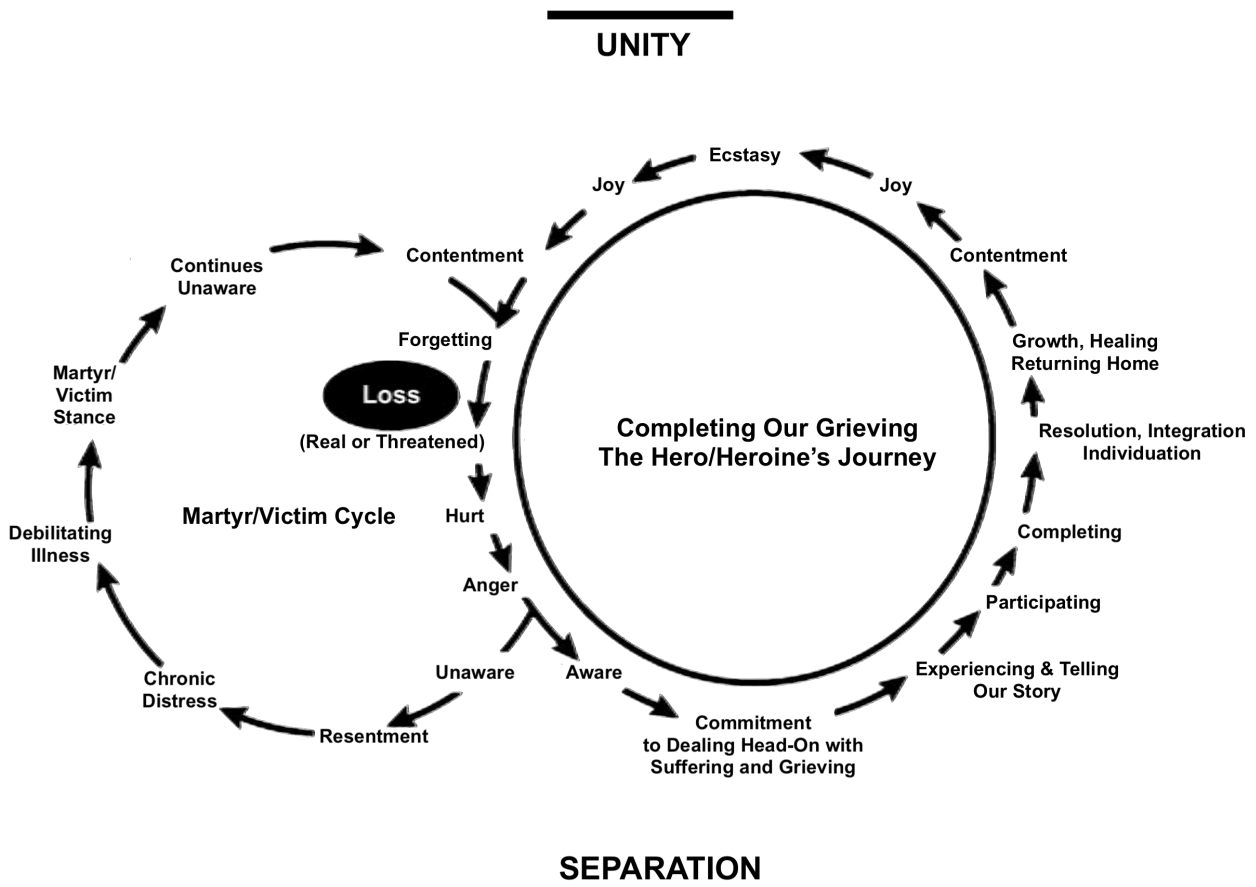 UNITY
Ecstasy
Joy
Joy
Contentment
Contentment
Continues
Unaware
Forgetting
Growth, Healing
Returning Home
Martyr/
Victim
Stance
Loss
(Real or Threatened)
Completing Our Grieving
The Hero/Heroine’s Journey
Resolution, Integration
Individuation
Martyr/Victim Cycle
Hurt
Debilitating
Illness
Completing
Anger
Participating
Unaware
Aware
Experiencing & Telling
Our Story
Chronic
Distress
Resentment
Commitment
to Dealing Head-On with
Suffering and Grieving
SEPARATION